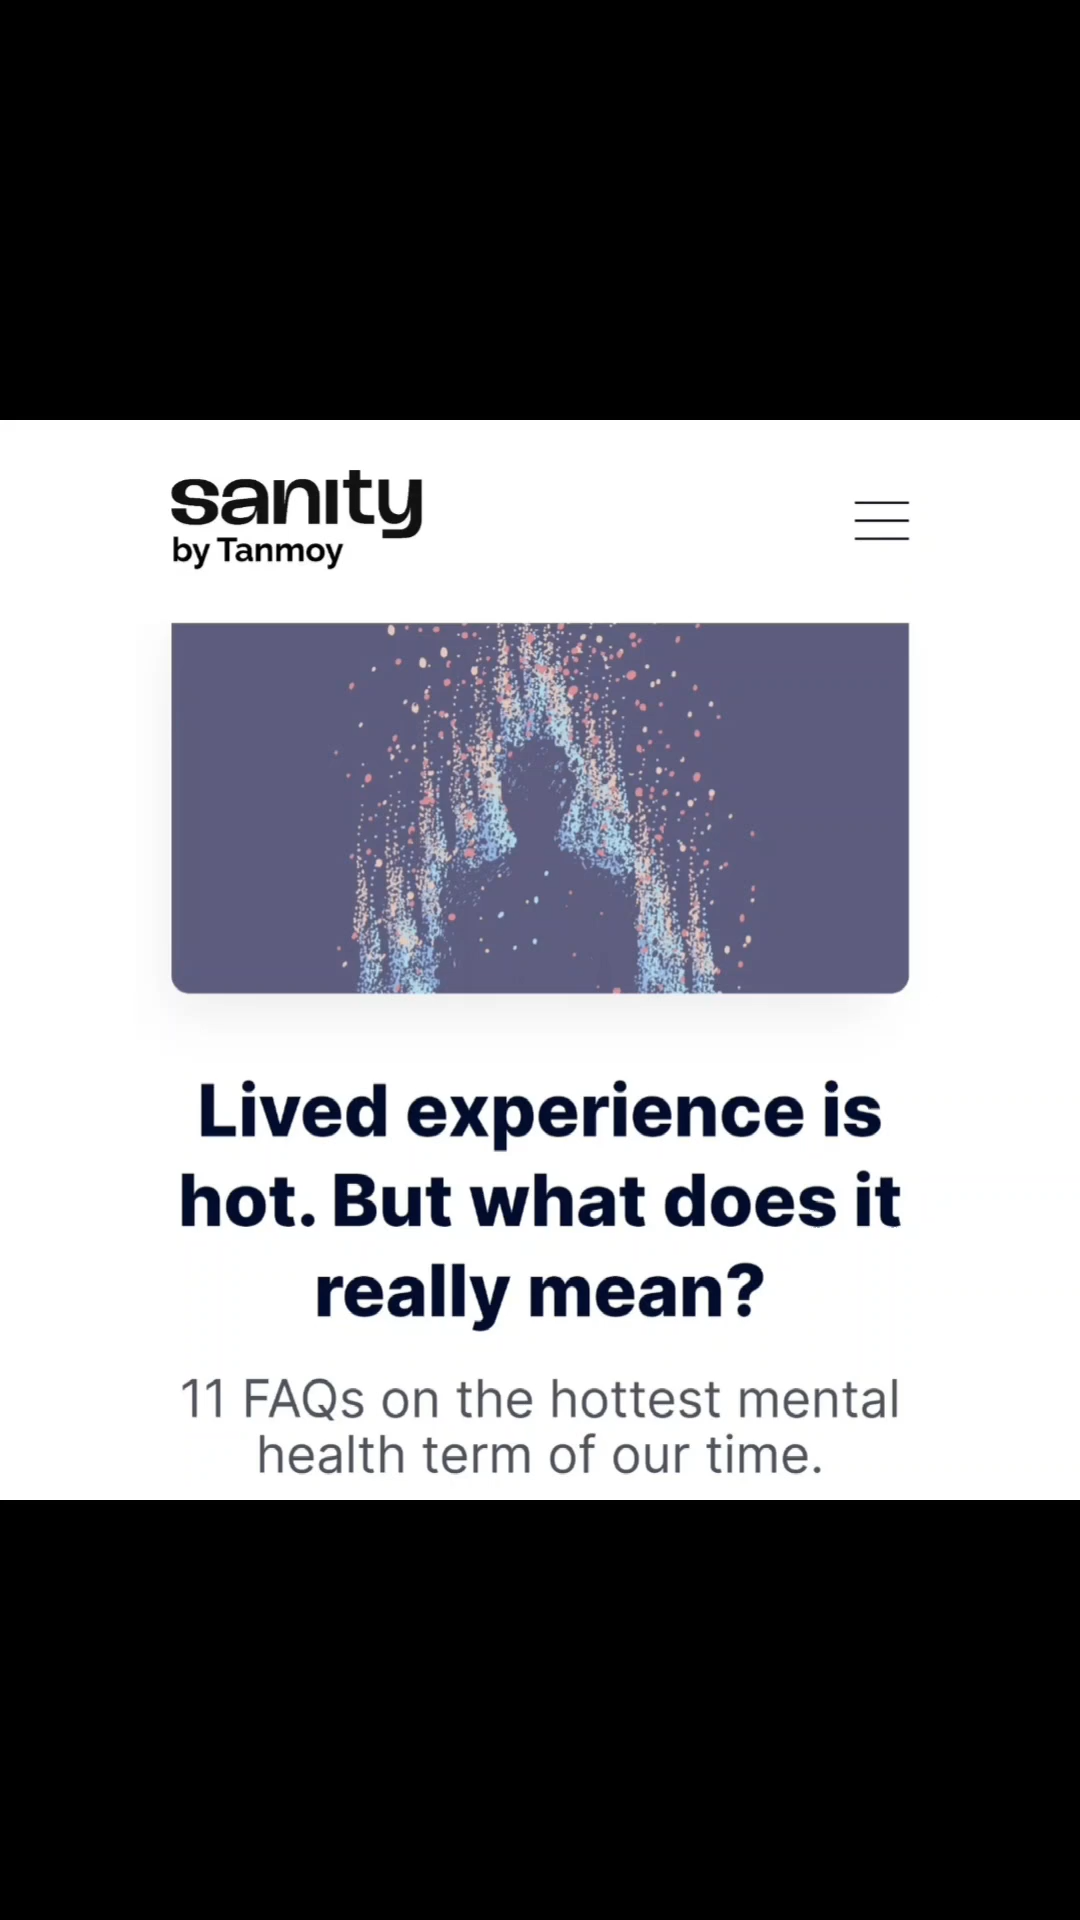 sanity
by Tanmoy
Lived experience is
hot. But what does it
really mean?
11 FAQs on the hottest mental
health term of our time.